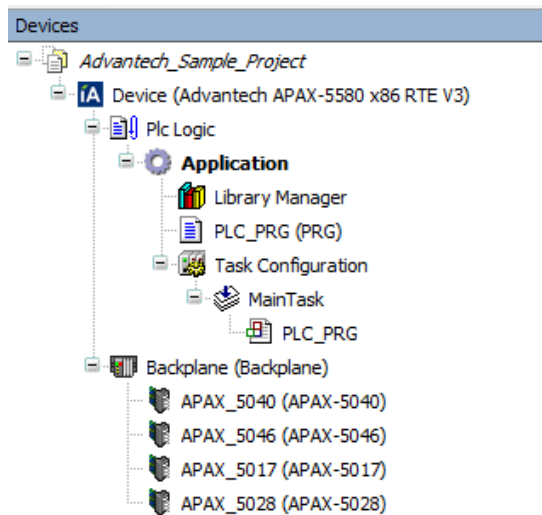 Devices
Advantech_Sample_Project
iA Device (Advantech APAX-5580 x86 RTE V3)
Plc Logic
Application
Library Manager
PLC_PRG (PRG)
Task Configuration
MainTask
PLC_PRG
Backplane (Backplane)
APAX_5040 (APAX-5040)
APAX_5046 (APAX-5046)
APAX_5017 (APAX-5017)
APAX_5028 (APAX-5028)